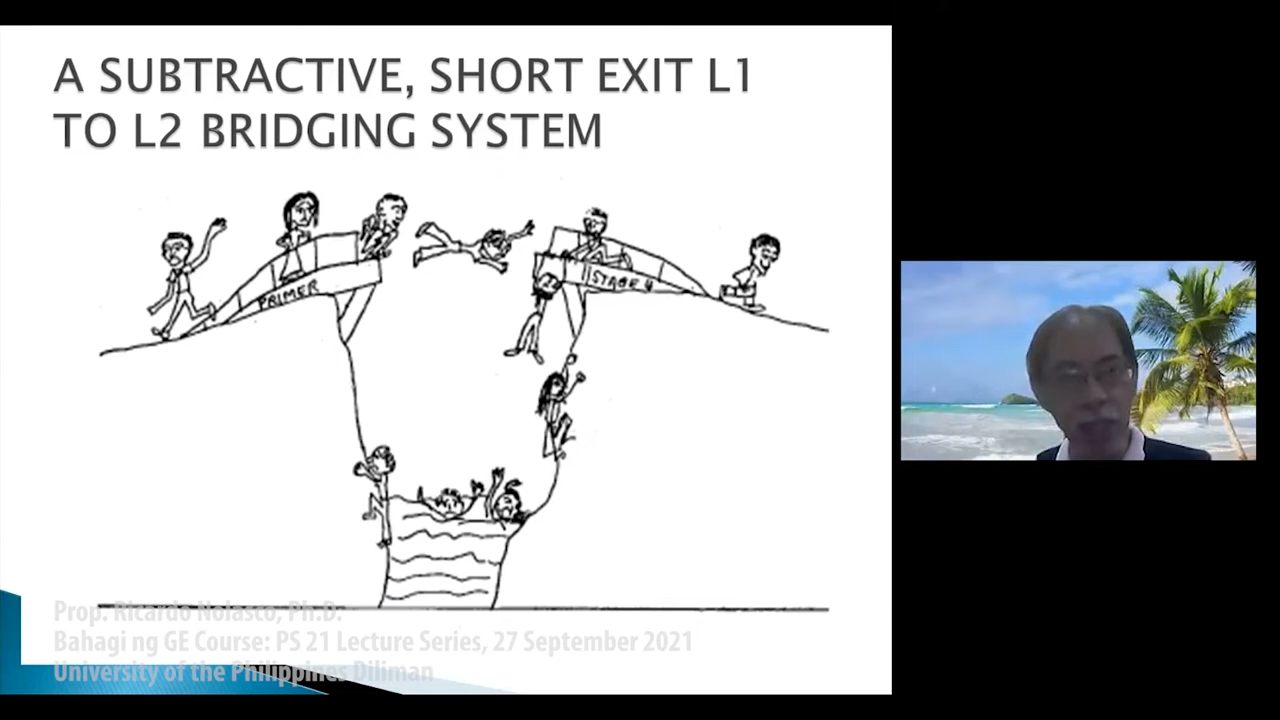 A SUBTRACTIVE, SHORT EXIT L1
TO L2 BRIDGING SYSTEM
PRIMER
STAGE 4
Prop. Ricardo Nolasco, Ph.D.
Bahagi ng GE Course: PS 21 Lecture Series, 27 September 2021
University of the Philippines Diliman